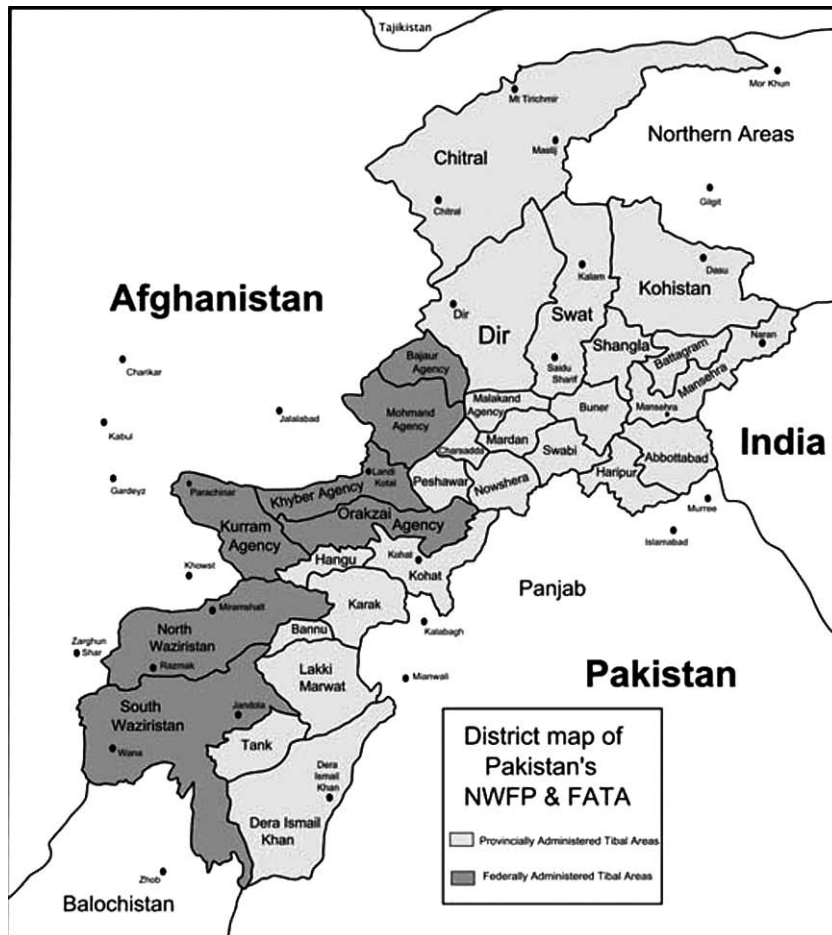 Tajikistan
Mor Khun
Mt Tirichmir
Northern Areas
Mastij
Chitral
Gilgit
Chitral
Dasu
Kalam
Kohistan
Afghanistan
Dir
Swat
Dir
Naran
Shangla
Battagram
Bajaur
Agency
Saidu
Sharif
Mansehra
Charikar
Malakand
Agency
Buner
Mansehra
Mohmand
Agency
Jalalabad
India
Kabul
Mardan
Charsadda
Swabi
Abbottabad
Landi
Kotal
Haripur
Peshawar
Nowshera
Gardeyz
Parachinar
Khyber Agency
Murree
Orakzai
Agency
Kurram
Agency
Islamabad
Hangu
Kohat
Kohat
Khowst
Panjab
Karak
Miramshalt
Kalabagh
Bannu
North
Waziristan
Zarghun
Shar
Razmak
Lakki
Marwat
Mianwali
Pakistan
South
Waziristan
Jandola
Tank
Wana
Dera
Ismail
Khan
Dera Ismail
Khan
Zhob
Balochistan
District map of
Pakistan's
NWFP & FATA
Provincially Administered Tibal Areas
Federally Administered Tibal Areas